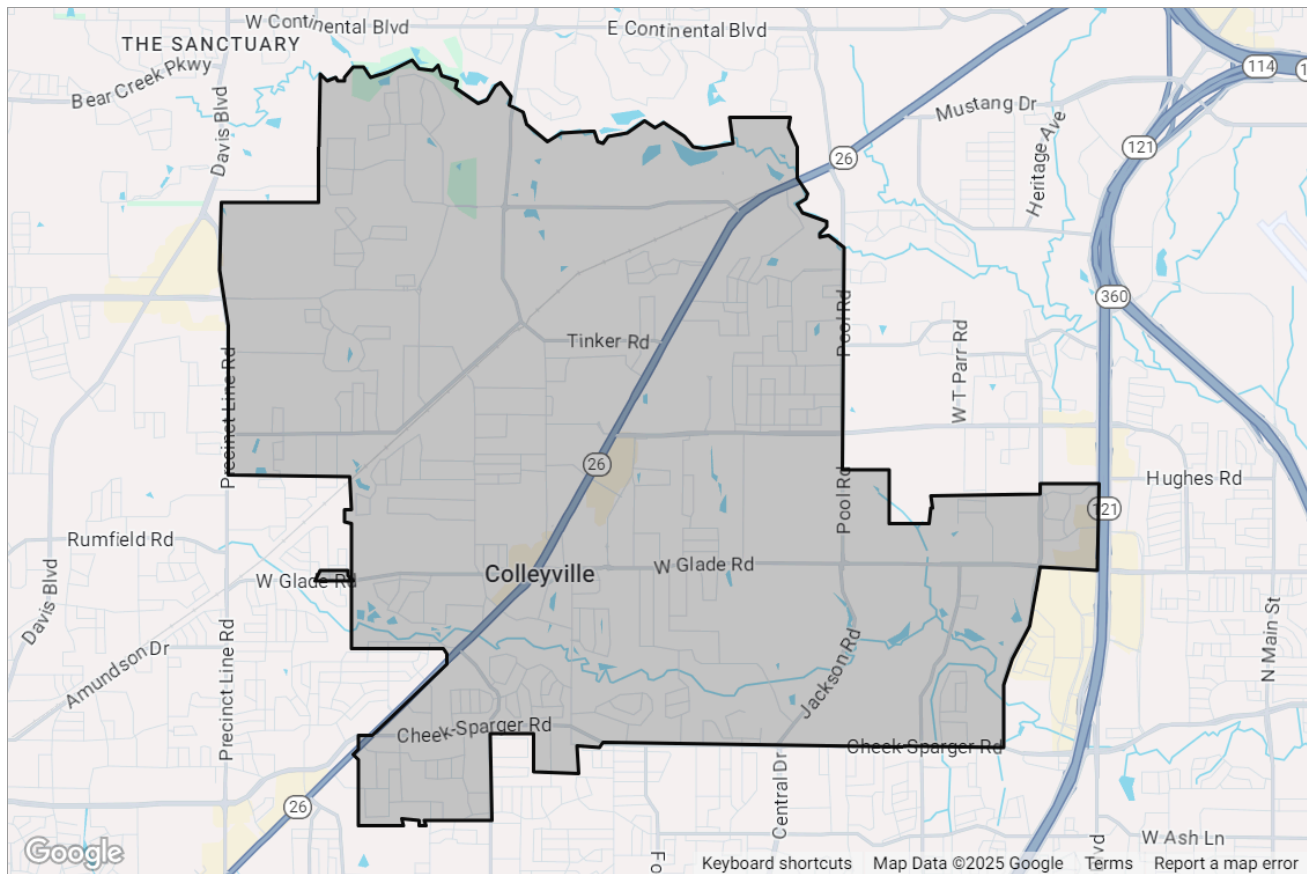 W Continental Blvd
E Continental Blvd
THE SANCTUARY
Bear Creek Pkwy
114
1
Mustang Dr
Davis Blvd
121
26
Heritage Ave
360
Pool Rd
Tinker Rd
W T Parr Rd
Precinct Line Rd
26
Pool Rd
Hughes Rd
121
Rumfield Rd
W Glade Rd
Colleyville
W Glade Rd
Davis Blvd
N Main St
Amundson Dr
Precinct Line Rd
Jackson Rd
Cheek-Sparger Rd
Cheek-Sparger Rd
Central Dr
26
W Ash Ln
Fo
Blvd
Google
Keyboard shortcuts Map Data ©2025 Google Terms Report a map error